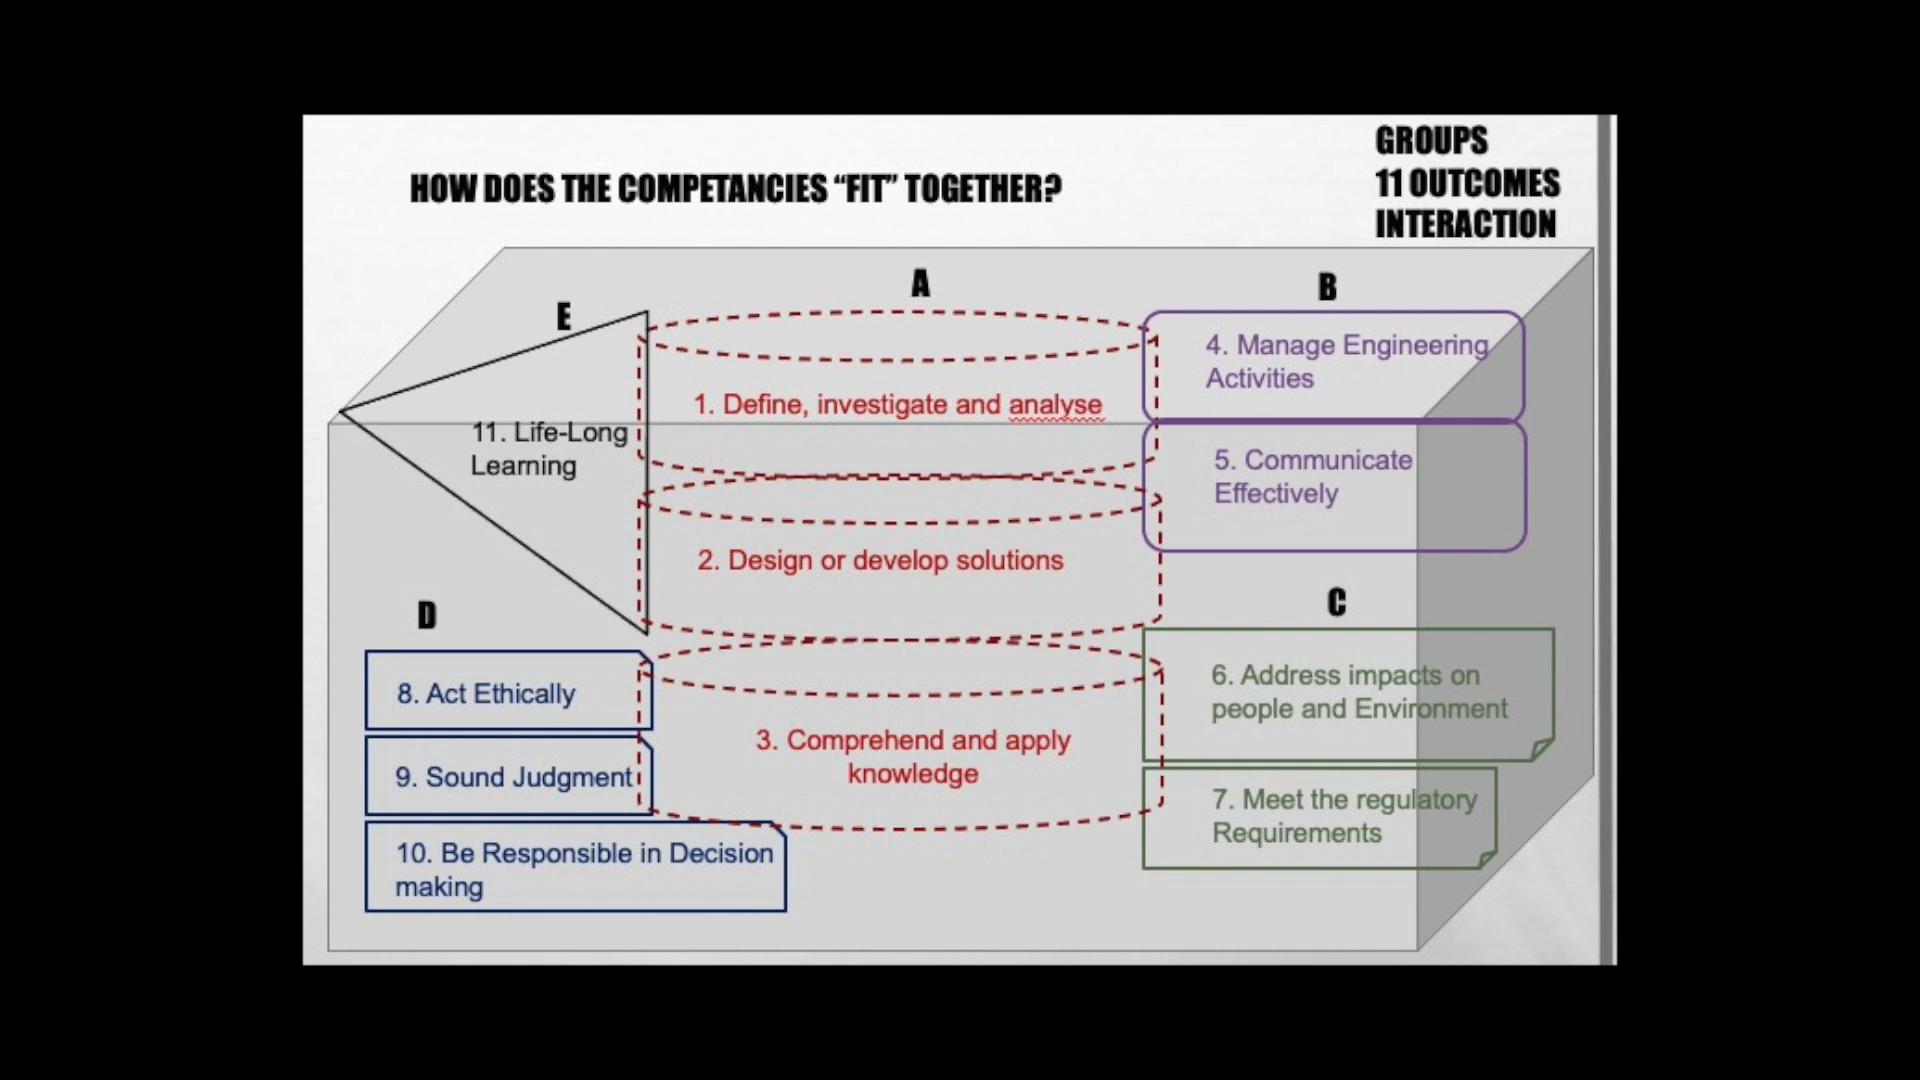 HOW DOES THE COMPETANCIES “FIT” TOGETHER?
GROUPS
11 OUTCOMES
INTERACTION
E
A
B
11. Life-Long
Learning
1. Define, investigate and analyse
2. Design or develop solutions
3. Comprehend and apply
knowledge
4. Manage Engineering
Activities
5. Communicate
Effectively
C
6. Address impacts on
people and Environment
7. Meet the regulatory
Requirements
D
8. Act Ethically
9. Sound Judgment
10. Be Responsible in Decision
making